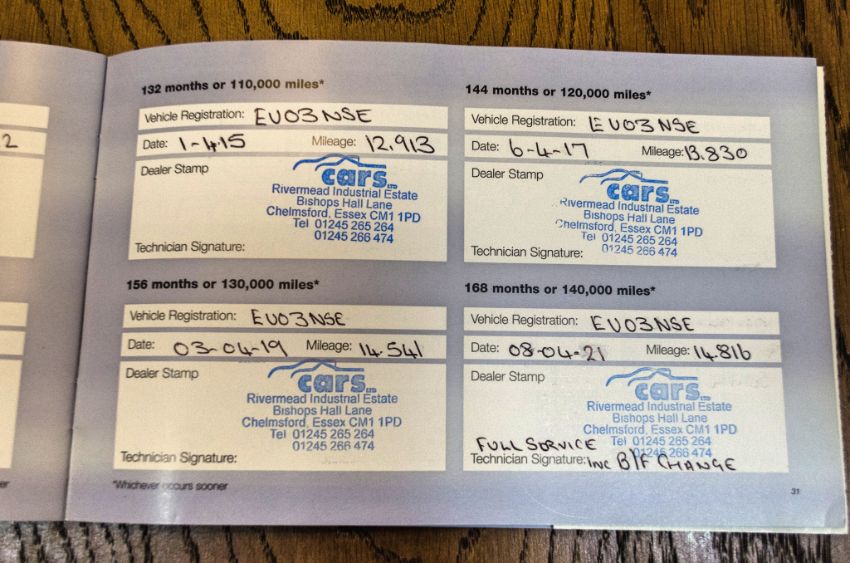 2
er
132 months or 110,000 miles*
Vehicle Registration: EU03NSE
Date: 1-4-15 Mileage: 12.913
Dealer Stamp
cars
Rivermead Industrial Estate
Bishops Hall Lane
Chelmsford, Essex CM1 1PD
Tel 01245 265 264
01245 266 474
Technician Signature:
144 months or 120,000 miles*
Vehicle Registration: EU03NSE
Date: 6-4-17 Mileage: 13.830
Dealer Stamp
cars
Rivermead Industrial Estate
Bishops Hall Lane
Chelmsford, Essex CM1 1PD
Tel 01245 265 264
01245 266 474
Technician Signature:
156 months or 130,000 miles*
Vehicle Registration: EU03NSE
Date: 03-04-19 Mileage: 14.541
Dealer Stamp
cars
Rivermead Industrial Estate
Bishops Hall Lane
Chelmsford, Essex CM1 1PD
Tel 01245 265 264
01245 266 474
Technician Signature:
168 months or 140,000 miles*
Vehicle Registration: EU03NSE
Date: 08-04-21 Mileage: 14.816
Dealer Stamp
cars
Rivermead Industrial Estate
Bishops Hall Lane
Chelmsford, Essex CM1 1PD
FULL SERVICE Tel 01245 265 264
01245 266 474
Technician Signature: inc B/F CHANGE
*Whichever occurs sooner
31